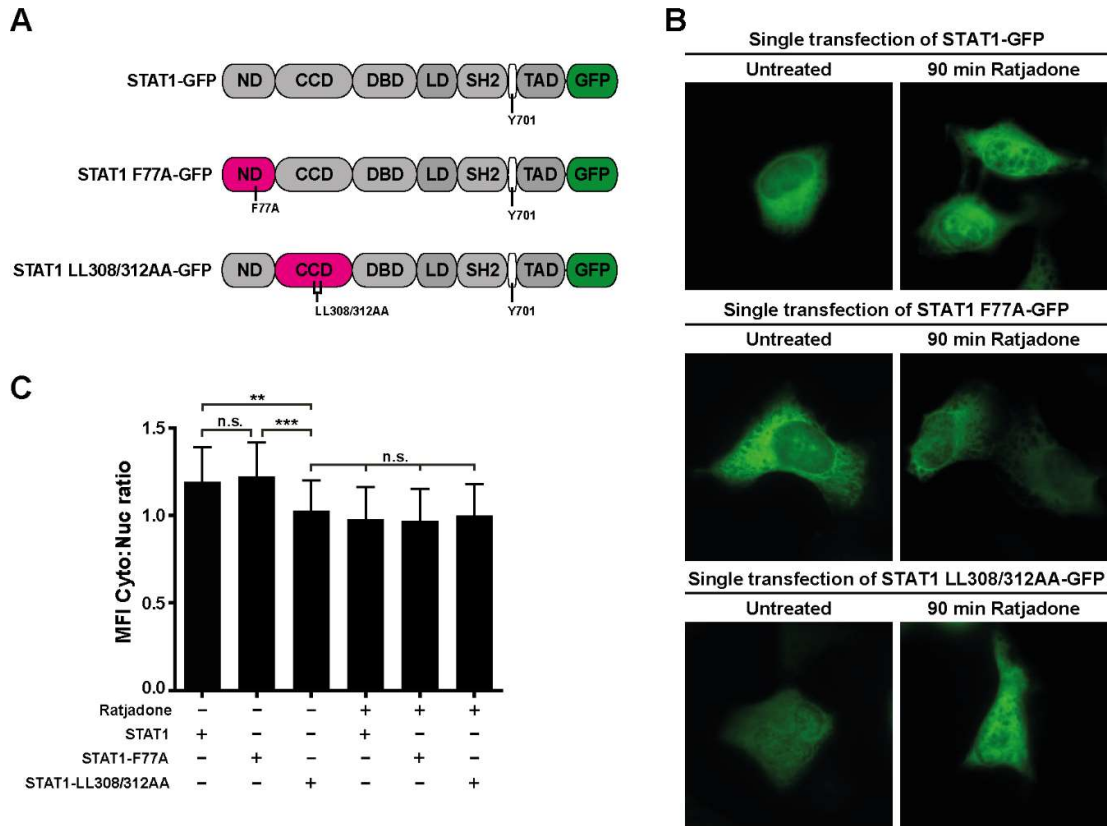 A
STAT1-GFP
ND CCD DBD LD SH2 TAD GFP
Y701
STAT1 F77A-GFP
ND CCD DBD LD SH2 TAD GFP
F77A
Y701
STAT1 LL308/312AA-GFP
ND CCD DBD LD SH2 TAD GFP
LL308/312AA
Y701
B
Single transfection of STAT1-GFP
Untreated 90 min Ratjadone
Single transfection of STAT1 F77A-GFP
Untreated 90 min Ratjadone
Single transfection of STAT1 LL308/312AA-GFP
Untreated 90 min Ratjadone
C
**
n.s. ***
n.s.
1.5
1.0
0.5
0.0
MFI Cyto:Nuc ratio
Ratjadone – – – + + +
STAT1 + – – + – –
STAT1-F77A – + – – + –
STAT1-LL308/312AA – – + – – +